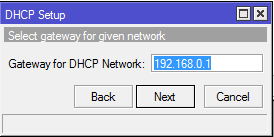 DHCP Setup
Select gateway for given network
Gateway for DHCP Network: 192.168.0.1
Back Next Cancel